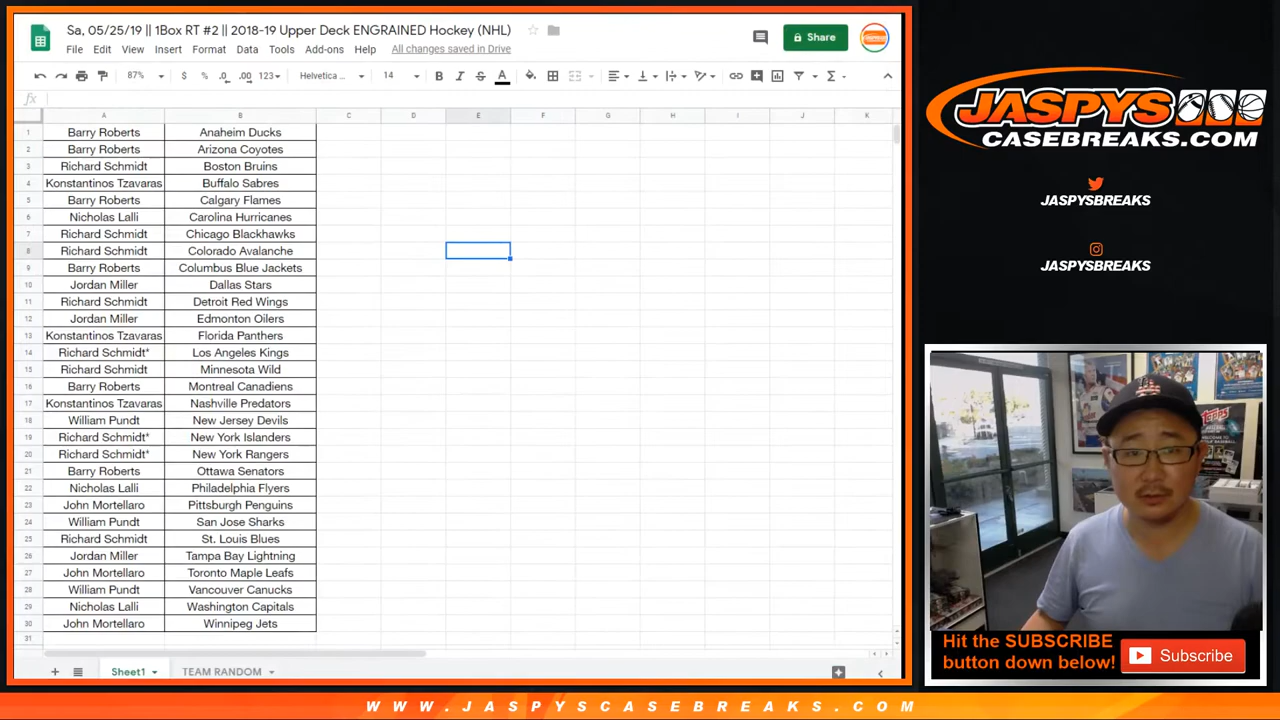 Sa, 05/25/19 || 1Box RT #2 || 2018-19 Upper Deck ENGRAINED Hockey (NHL)
File Edit View Insert Format Data Tools Add-ons Help All changes saved in Drive
Share
87% $ % .0 .00 123 Helvetica ... 14 B I S A
fx
A B C D E F G H I J K
1 Barry Roberts Anaheim Ducks
2 Barry Roberts Arizona Coyotes
3 Richard Schmidt Boston Bruins
4 Konstantinos Tzavaras Buffalo Sabres
5 Barry Roberts Calgary Flames
6 Nicholas Lalli Carolina Hurricanes
7 Richard Schmidt Chicago Blackhawks
8 Richard Schmidt Colorado Avalanche
9 Barry Roberts Columbus Blue Jackets
10 Jordan Miller Dallas Stars
11 Richard Schmidt Detroit Red Wings
12 Jordan Miller Edmonton Oilers
13 Konstantinos Tzavaras Florida Panthers
14 Richard Schmidt* Los Angeles Kings
15 Richard Schmidt Minnesota Wild
16 Barry Roberts Montreal Canadiens
17 Konstantinos Tzavaras Nashville Predators
18 William Pundt New Jersey Devils
19 Richard Schmidt* New York Islanders
20 Richard Schmidt* New York Rangers
21 Barry Roberts Ottawa Senators
22 Nicholas Lalli Philadelphia Flyers
23 John Mortellaro Pittsburgh Penguins
24 William Pundt San Jose Sharks
25 Richard Schmidt St. Louis Blues
26 Jordan Miller Tampa Bay Lightning
27 John Mortellaro Toronto Maple Leafs
28 William Pundt Vancouver Canucks
29 Nicholas Lalli Washington Capitals
30 John Mortellaro Winnipeg Jets
31
Sheet1 TEAM RANDOM
JASPYS
CASEBREAKS.COM
JASPYSBREAKS
JASPYSBREAKS
topps
Hit the SUBSCRIBE
button down below!
Subscribe
WWW.JASPYSCASEBREAKS.COM